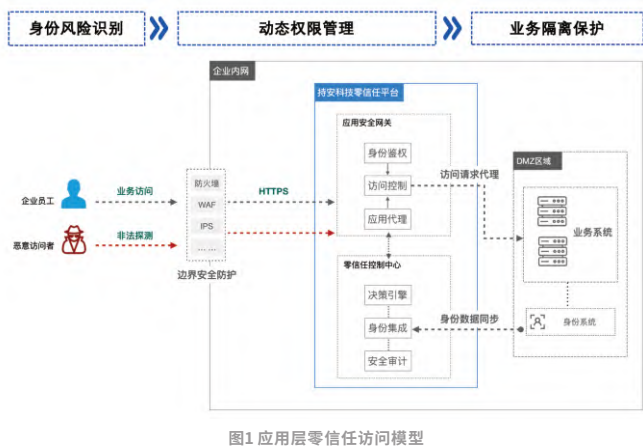 身份风险识别
动态权限管理
业务隔离保护
企业内网
持安科技零信任平台
应用安全网关
身份鉴权
访问控制
应用代理
访问请求代理
DMZ区域
业务系统
身份系统
企业员工
业务访问
恶意访问者
非法探测
防火墙
WAF
IPS
... ...
边界安全防护
HTTPS
零信任控制中心
决策引擎
身份集成
安全审计
身份数据同步
图1 应用层零信任访问模型